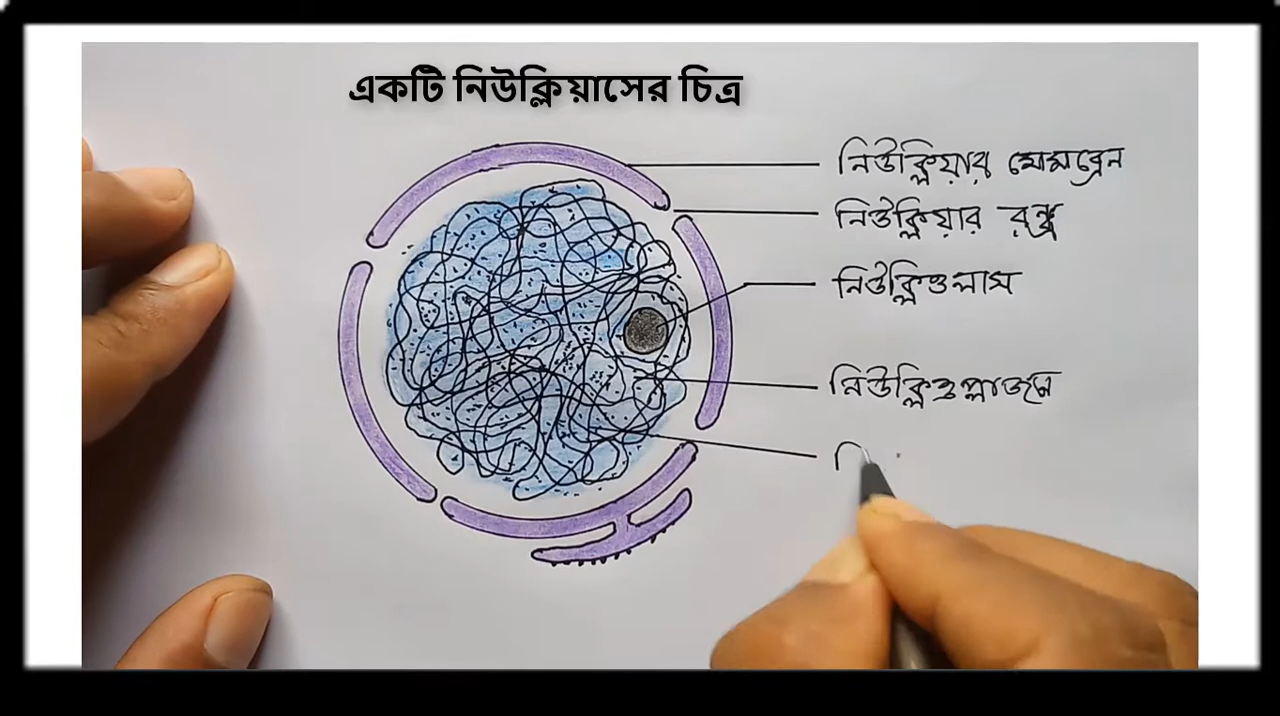 একটি নিউক্লিয়াসের চিত্র
নিউক্লিয়ার মেমব্রেন
নিউক্লিয়ার রন্ধ্র
নিউক্লিওলাস
নিউক্লিওপ্লাজম